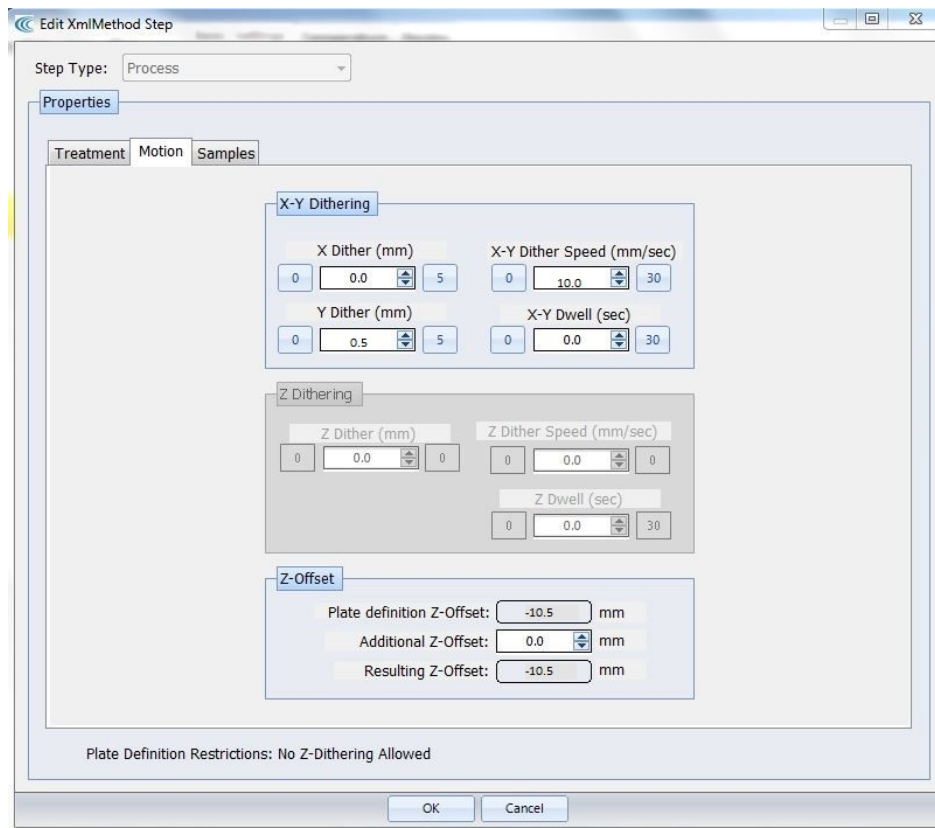 Edit XmlMethod Step
Step Type: Process
Properties
Treatment Motion Samples
X-Y Dithering
X Dither (mm) X-Y Dither Speed (mm/sec)
0 0.0 5 0 10.0 30
Y Dither (mm) X-Y Dwell (sec)
0 0.5 5 0 0.0 30
Z Dithering
Z Dither (mm) Z Dither Speed (mm/sec)
0 0.0 0 0 0.0 0
Z Dwell (sec)
0 0.0 30
Z-Offset
Plate definition Z-Offset: -10.5 mm
Additional Z-Offset: 0.0 mm
Resulting Z-Offset: -10.5 mm
Plate Definition Restrictions: No Z-Dithering Allowed
OK Cancel